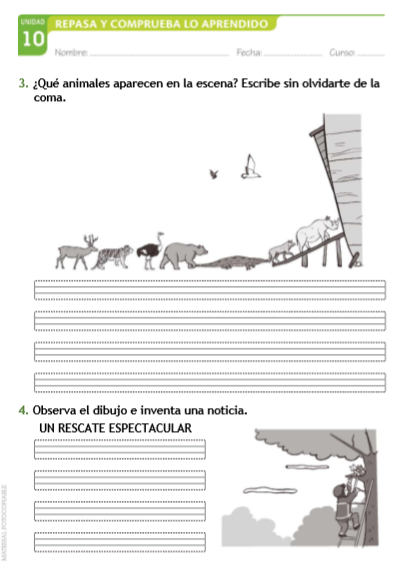 UNIDAD
10
REPASA Y COMPRUEBA LO APRENDIDO
Nombre: Fecha: Curso:
3. ¿Qué animales aparecen en la escena? Escribe sin olvidarte de la
coma.
4. Observa el dibujo e inventa una noticia.
UN RESCATE ESPECTACULAR
MATERIAL FOTOCOPIABLE